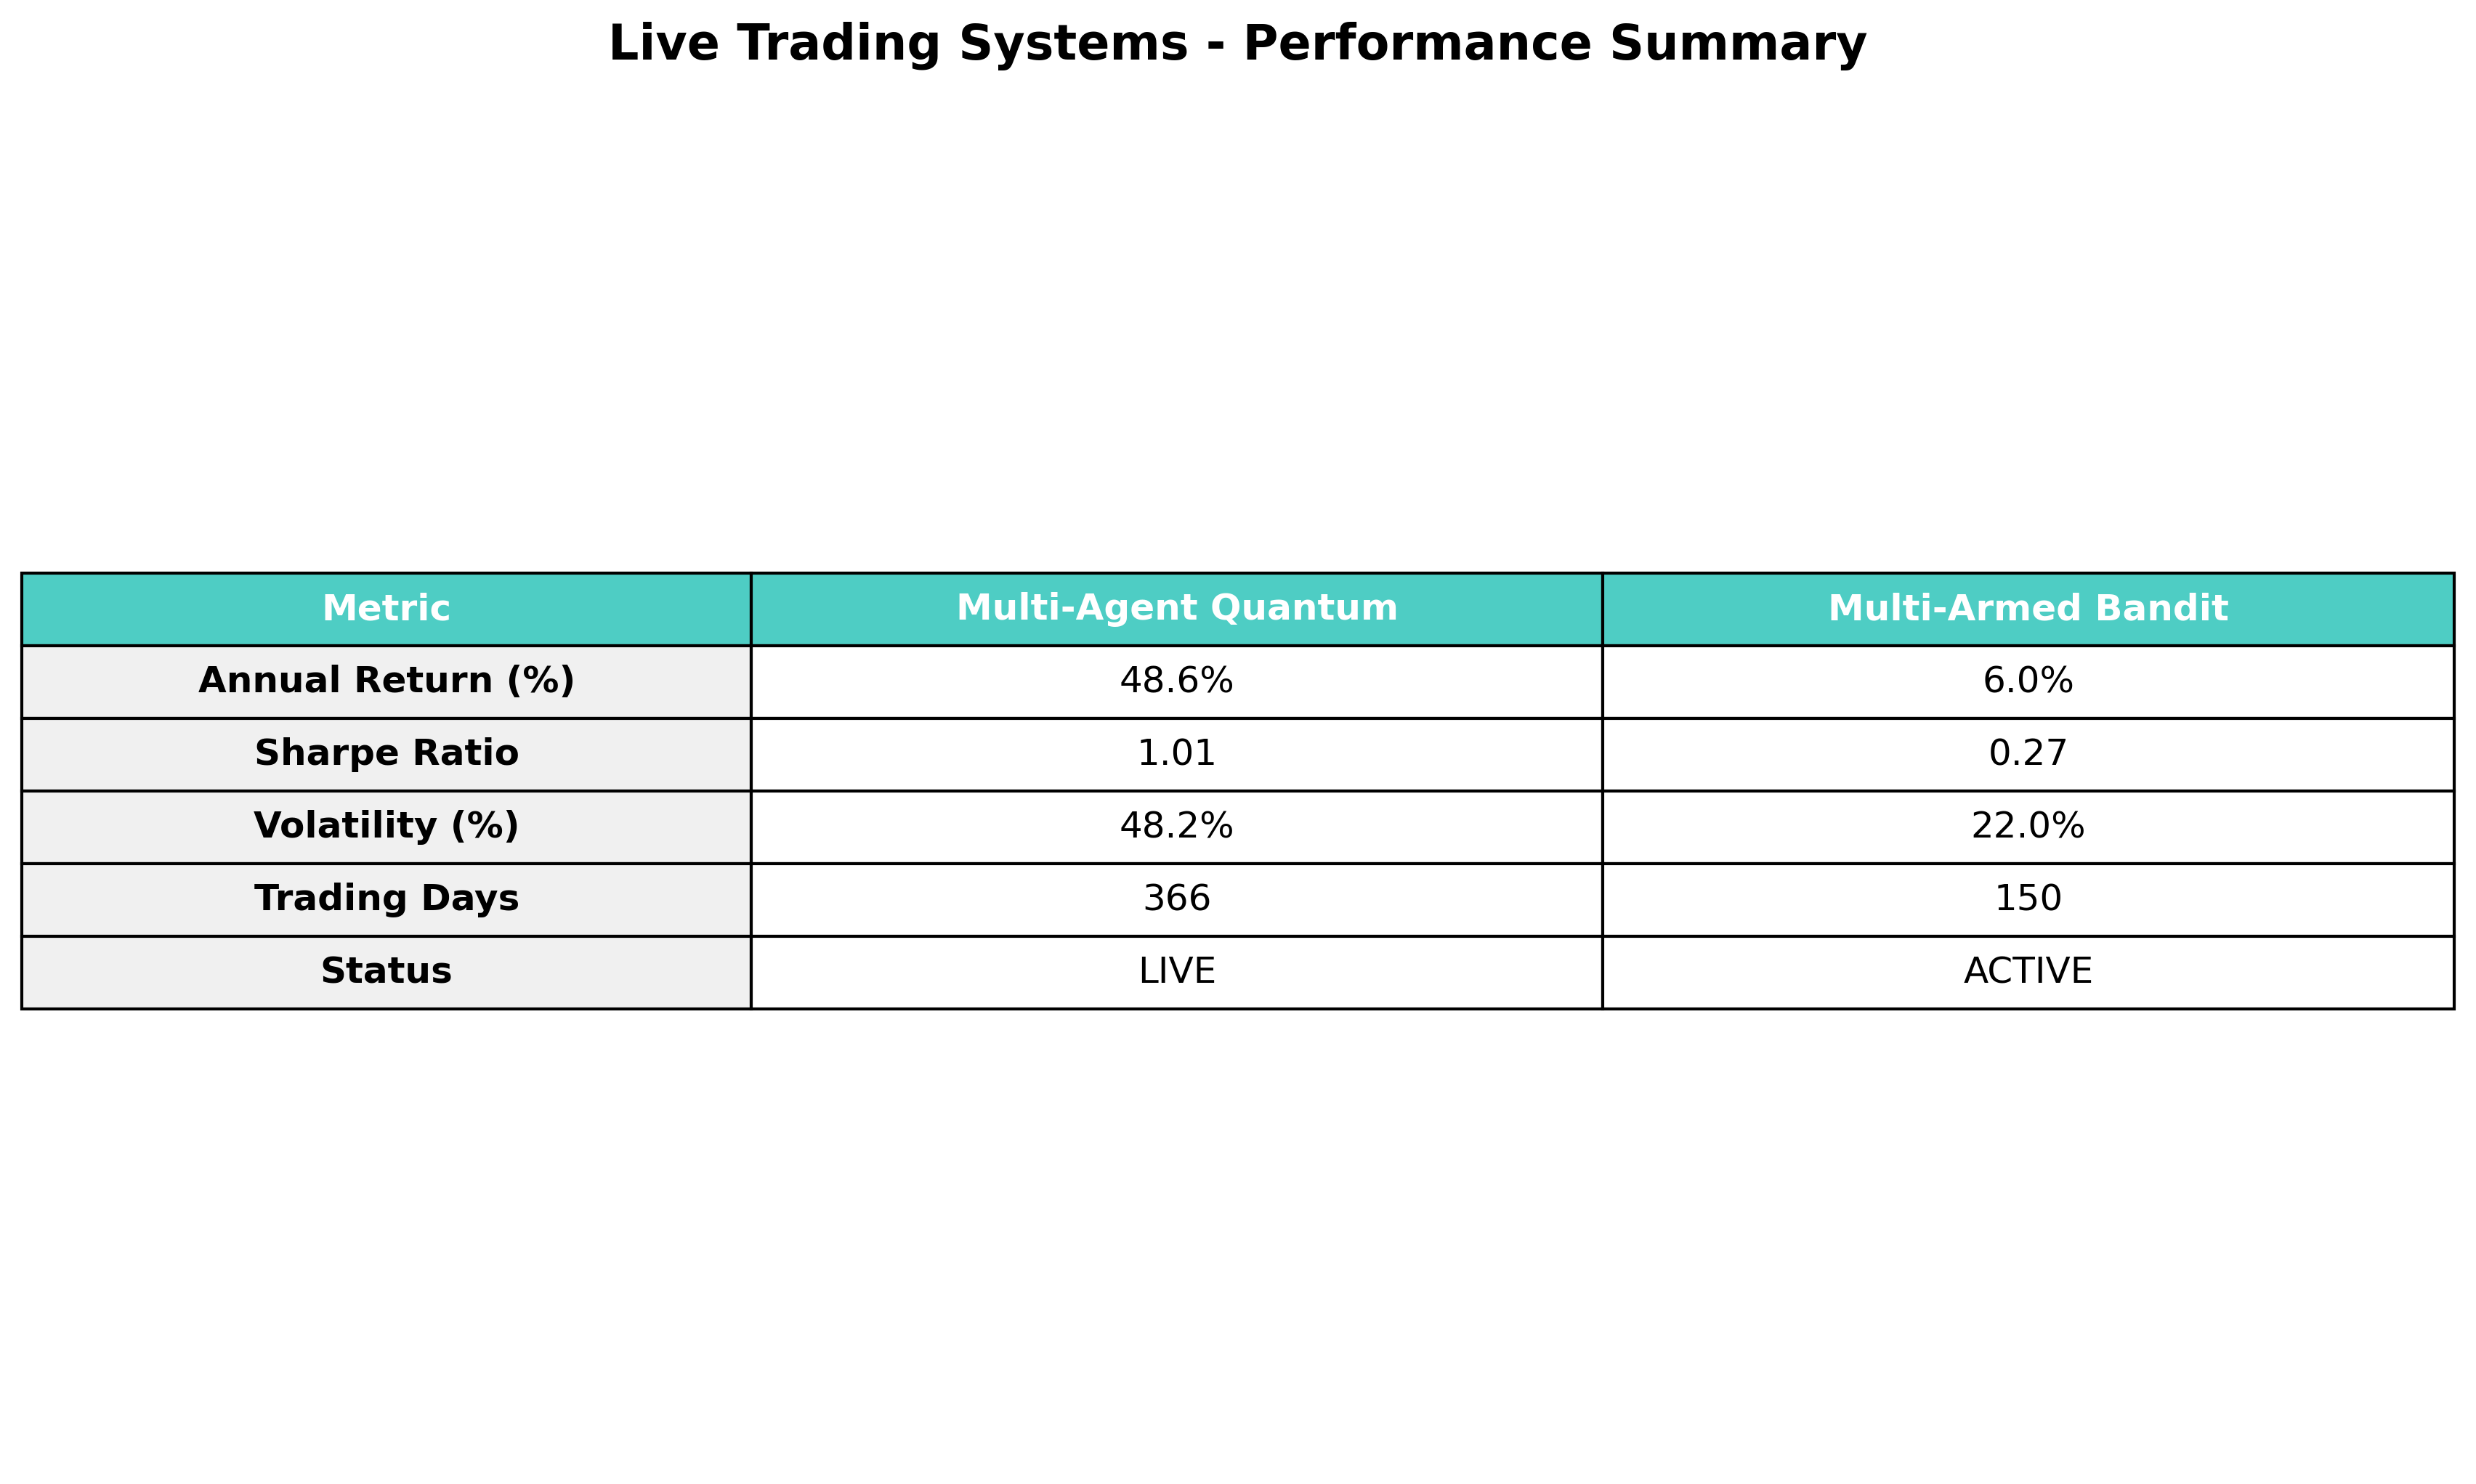 Live Trading Systems - Performance Summary
Metric Multi-Agent Quantum Multi-Armed Bandit
Annual Return (%) 48.6% 6.0%
Sharpe Ratio 1.01 0.27
Volatility (%) 48.2% 22.0%
Trading Days 366 150
Status LIVE ACTIVE